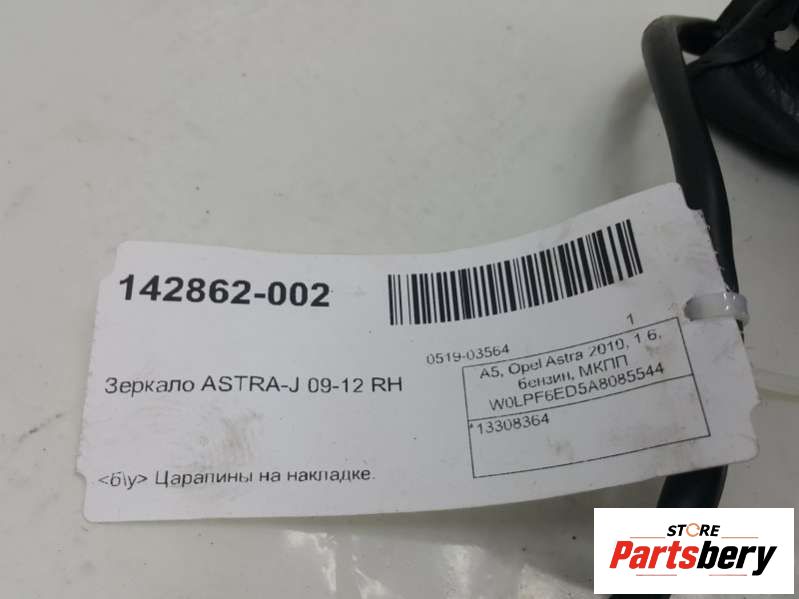 142862-002
1
0519-03564
A5, Opel Astra 2010, 1.6,
бензин, МКПП
W0LPF6ED5A8085544
*13308364
Зеркало ASTRA-J 09-12 RH
<б\у> Царапины на накладке.
STORE
Partsbery